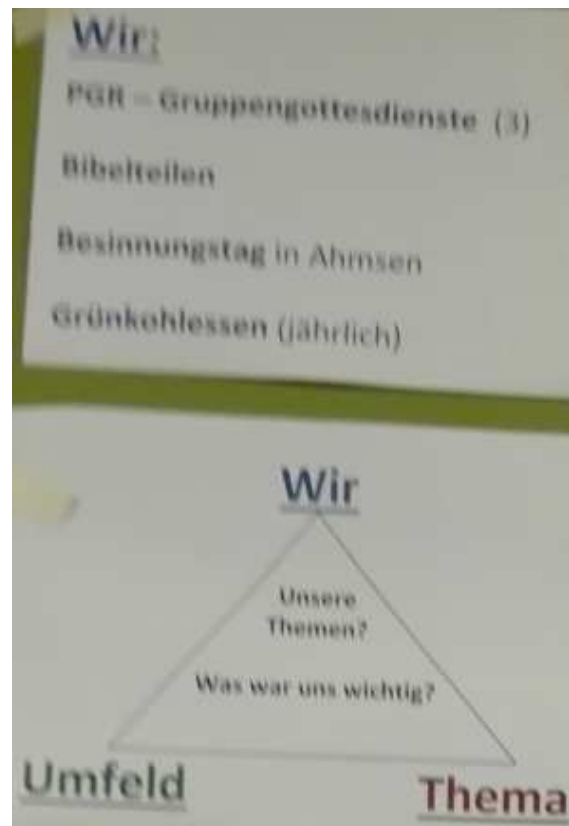 Wir:
PGR – Gruppengottesdienste (3)
Bibelteilen
Besinnungstag in Ahmsen
Grünkohlessen (jährlich)
Wir
Unsere
Themen?
Was war uns wichtig?
Umfeld
Thema